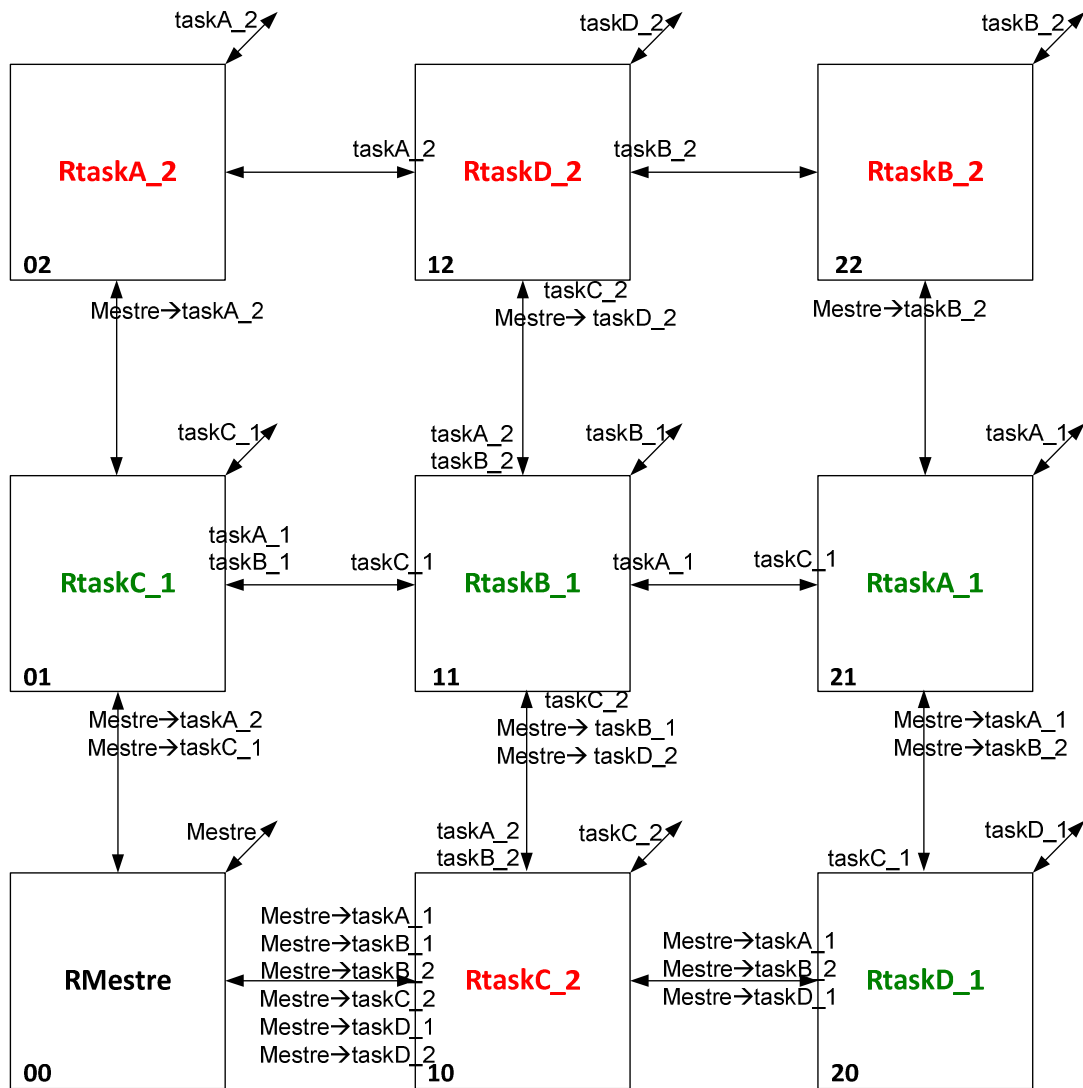 taskA_2
taskD_2
taskB_2
taskA_2
taskB_2
RtaskA_2
RtaskD_2
RtaskB_2
02
12
22
Mestre→taskA_2
taskC_2
Mestre→ taskD_2
Mestre→taskB_2
taskC_1
taskA_2
taskB_2
taskB_1
taskA_1
taskA_1
taskB_1
taskC_1
taskA_1
taskC_1
RtaskC_1
RtaskB_1
RtaskA_1
01
11
21
Mestre→taskA_2
Mestre→taskC_1
taskC_2
Mestre→ taskB_1
Mestre→ taskD_2
Mestre→taskA_1
Mestre→taskB_2
Mestre
taskA_2
taskB_2
taskC_2
taskC_1
taskD_1
Mestre→taskA_1
Mestre→taskB_1
Mestre→taskB_2
Mestre→taskC_2
Mestre→taskD_1
Mestre→taskD_2
Mestre→taskA_1
Mestre→taskB_2
Mestre→taskD_1
RMestre
RtaskC_2
RtaskD_1
00
10
20